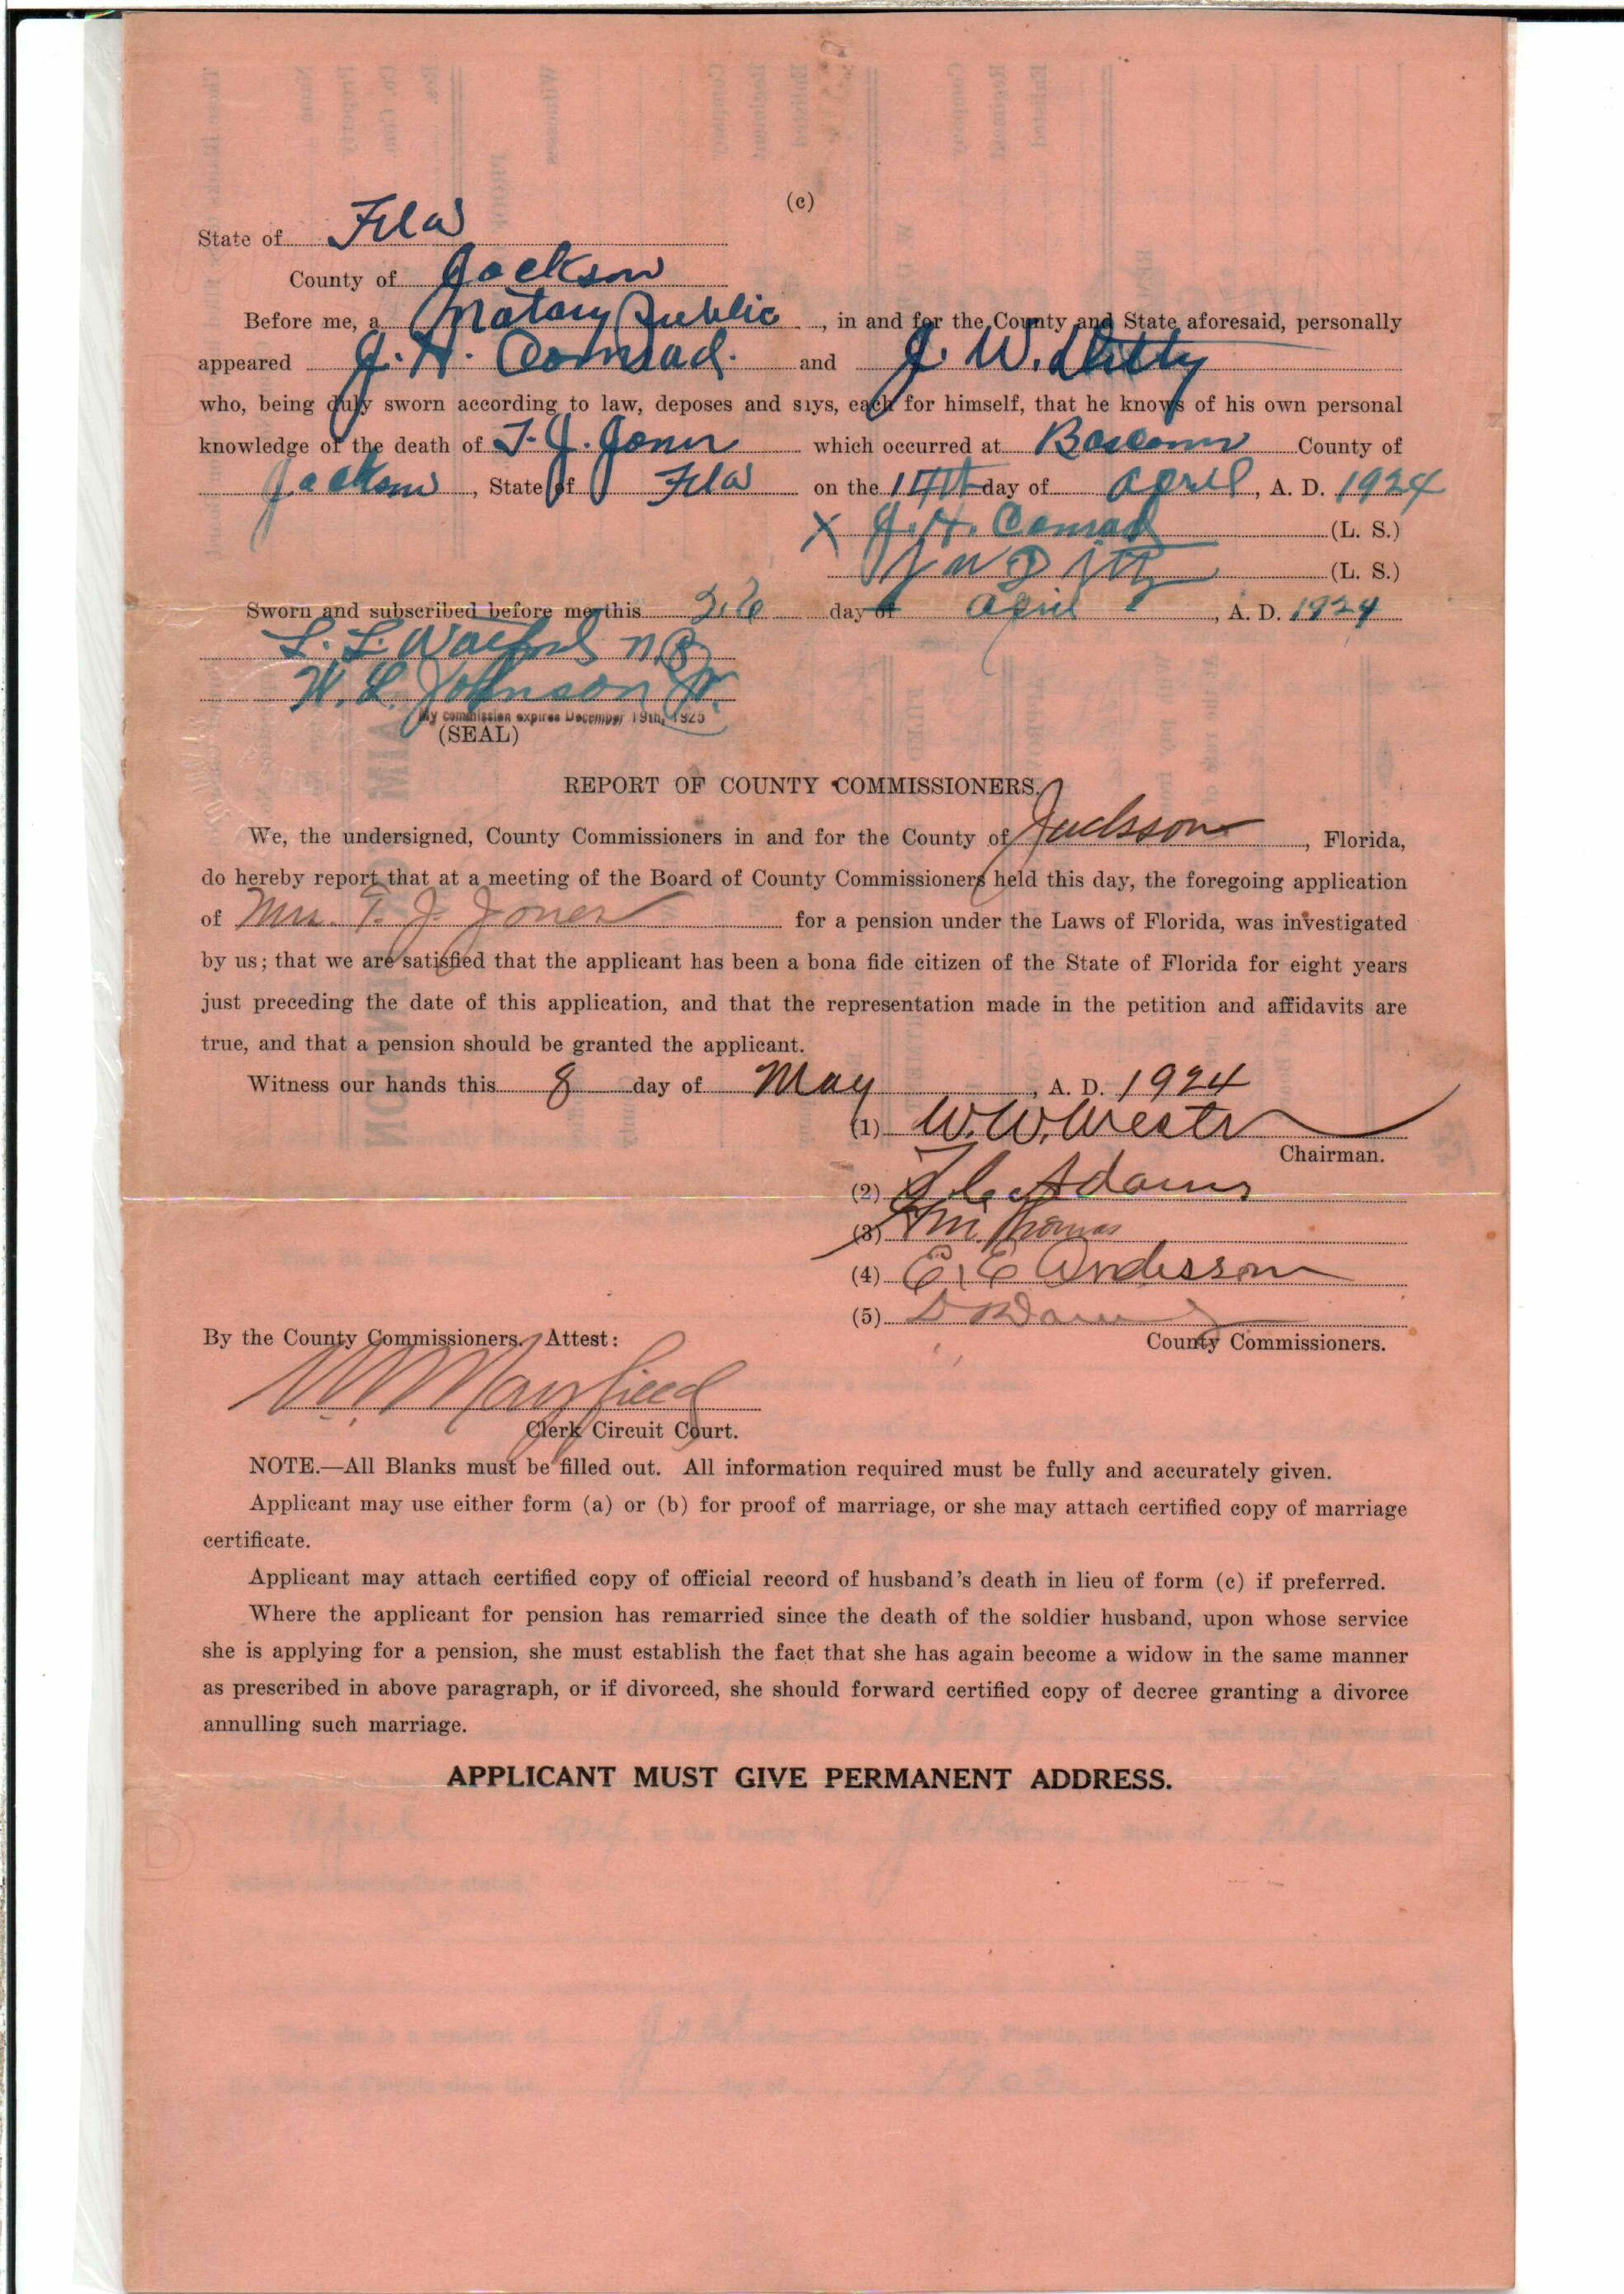 (c)
State of Fla
County of Jackson
Before me, a Notary Public, in and for the County and State aforesaid, personally
appeared J. H. Conrad. and J. W. Ditty
who, being duly sworn according to law, deposes and says, each for himself, that he knows of his own personal
knowledge of the death of T. J. Jones which occurred at Bascom County of
Jackson, State of Fla on the 14th day of April, A. D. 1924
X J. H. Conrad (L. S.)
J W Ditty (L. S.)
Sworn and subscribed before me this 26 day of April, A. D. 1924
L. L. N.P.
W. L. Johnson Jr.
My commission expires December 19th, 1925
(SEAL)
REPORT OF COUNTY COMMISSIONERS.
We, the undersigned, County Commissioners in and for the County of Jackson, Florida,
do hereby report that at a meeting of the Board of County Commissioners held this day, the foregoing application
of Mrs. T. J. Jones for a pension under the Laws of Florida, was investigated
by us; that we are satisfied that the applicant has been a bona fide citizen of the State of Florida for eight years
just preceding the date of this application, and that the representation made in the petition and affidavits are
true, and that a pension should be granted the applicant.
Witness our hands this 8 day of May, A. D. 1924
(1) W. W. West
Chairman.
(2) Adams
(3) Thomas
(4) E. E Anderson
(5)
By the County Commissioners. Attest: County Commissioners.
Mayfield
Clerk Circuit Court.
NOTE.—All Blanks must be filled out. All information required must be fully and accurately given.
Applicant may use either form (a) or (b) for proof of marriage, or she may attach certified copy of marriage
certificate.
Applicant may attach certified copy of official record of husband's death in lieu of form (c) if preferred.
Where the applicant for pension has remarried since the death of the soldier husband, upon whose service
she is applying for a pension, she must establish the fact that she has again become a widow in the same manner
as prescribed in above paragraph, or if divorced, she should forward certified copy of decree granting a divorce
annulling such marriage.
APPLICANT MUST GIVE PERMANENT ADDRESS.